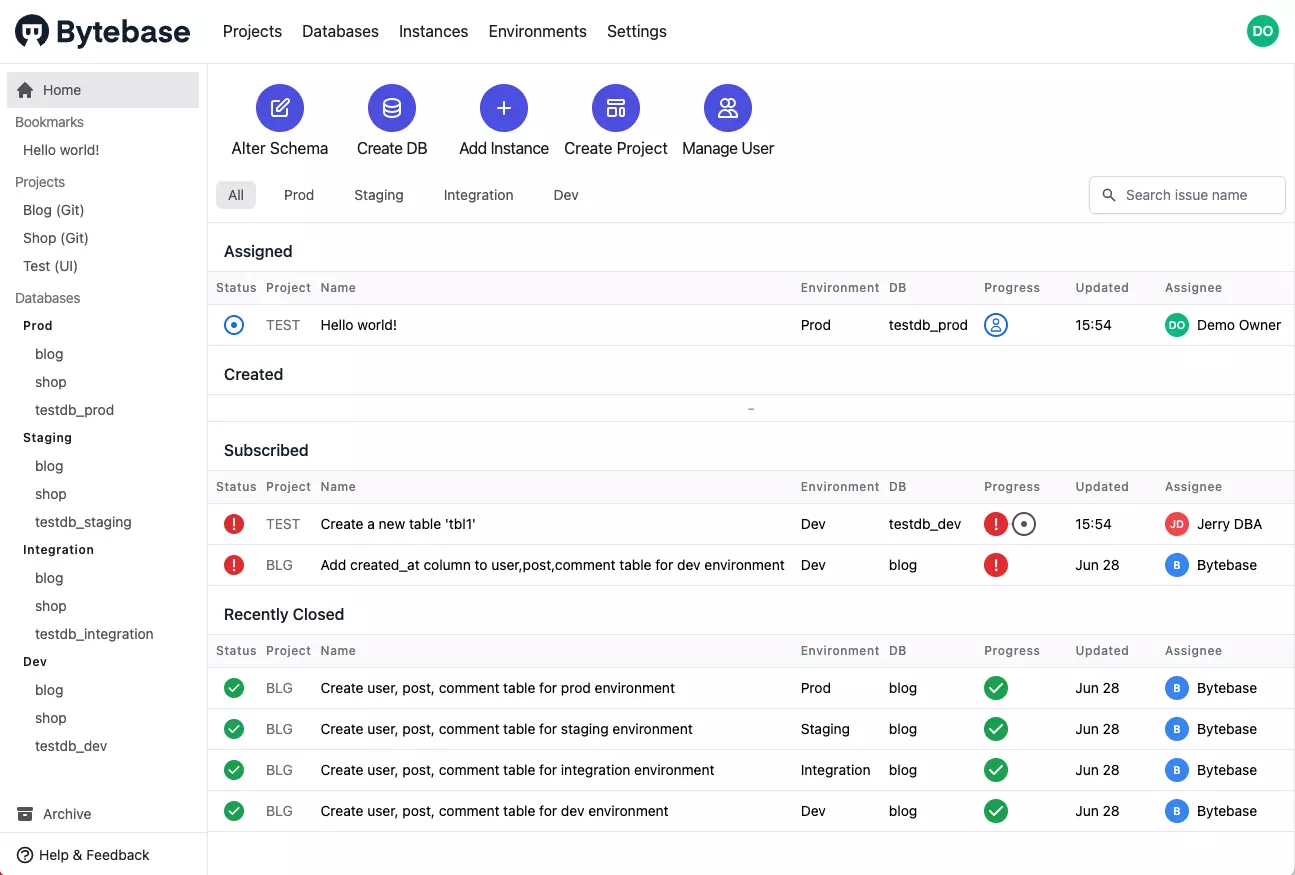 Bytebase Projects Databases Instances Environments Settings DO
Home
Bookmarks
Hello world!
Projects
Blog (Git)
Shop (Git)
Test (UI)
Databases
Prod
blog
shop
testdb_prod
Staging
blog
shop
testdb_staging
Integration
blog
shop
testdb_integration
Dev
blog
shop
testdb_dev
Archive
Help & Feedback
Alter Schema Create DB Add Instance Create Project Manage User
All Prod Staging Integration Dev Search issue name
Assigned
Status Project Name Environment DB Progress Updated Assignee
TEST Hello world! Prod testdb_prod 15:54 DO Demo Owner
Created
–
Subscribed
Status Project Name Environment DB Progress Updated Assignee
! TEST Create a new table 'tbl1' Dev testdb_dev ! 15:54 JD Jerry DBA
! BLG Add created_at column to user,post,comment table for dev environment Dev blog ! Jun 28 B Bytebase
Recently Closed
Status Project Name Environment DB Progress Updated Assignee
BLG Create user, post, comment table for prod environment Prod blog Jun 28 B Bytebase
BLG Create user, post, comment table for staging environment Staging blog Jun 28 B Bytebase
BLG Create user, post, comment table for integration environment Integration blog Jun 28 B Bytebase
BLG Create user, post, comment table for dev environment Dev blog Jun 28 B Bytebase